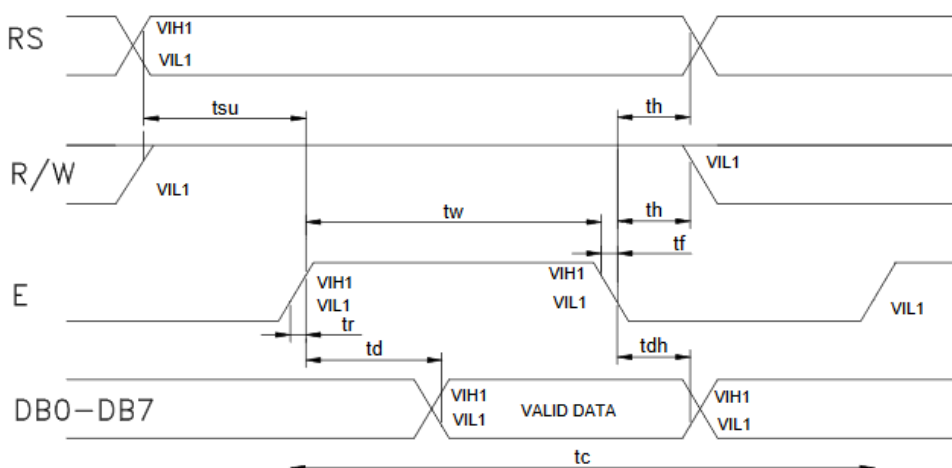 RS
VIH1
VIL1
tsu
th
R/W
VIL1
VIL1
tw
th
tf
E
VIH1
VIL1
VIH1
VIL1
VIL1
tr
td
tdh
DB0-DB7
VIH1
VIL1
VALID DATA
VIH1
VIL1
tc